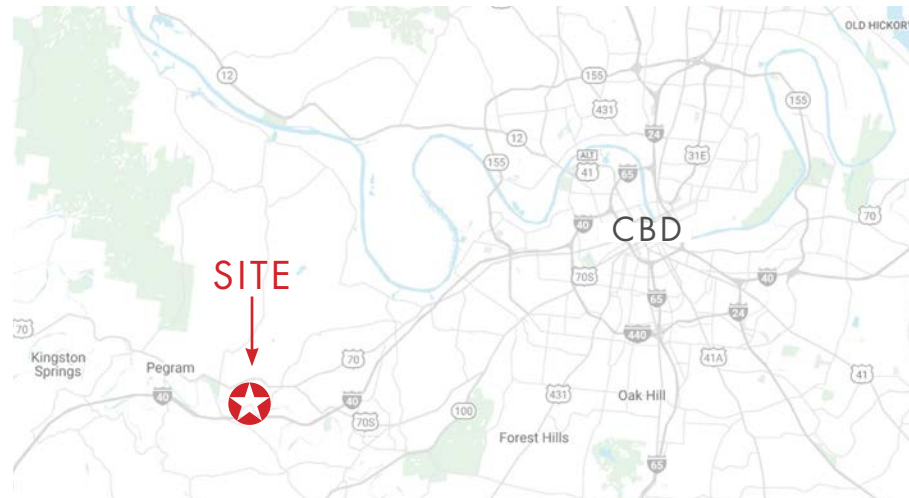 OLD HICKORY
12
155
155
431
12
24
155
ALT
41
31E
65
70
40
CBD
SITE
70S
40
65
24
70
440
Kingston
Springs
70
41A
Pegram
41
40
40
431
Oak Hill
100
70S
Forest Hills
65